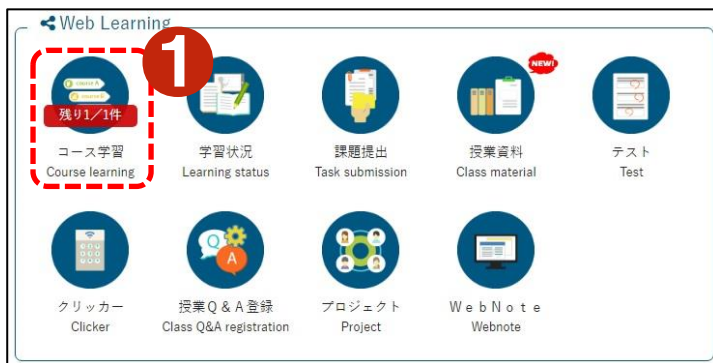 Web Learning
1
NEW!
course A
course B
残り1／1件
コース学習
Course learning
学習状況
Learning status
課題提出
Task submission
授業資料
Class material
テスト
Test
Q
A
クリッカー
Clicker
授業Ｑ＆Ａ登録
Class Q&A registration
プロジェクト
Project
ＷｅｂＮｏｔｅ
Webnote